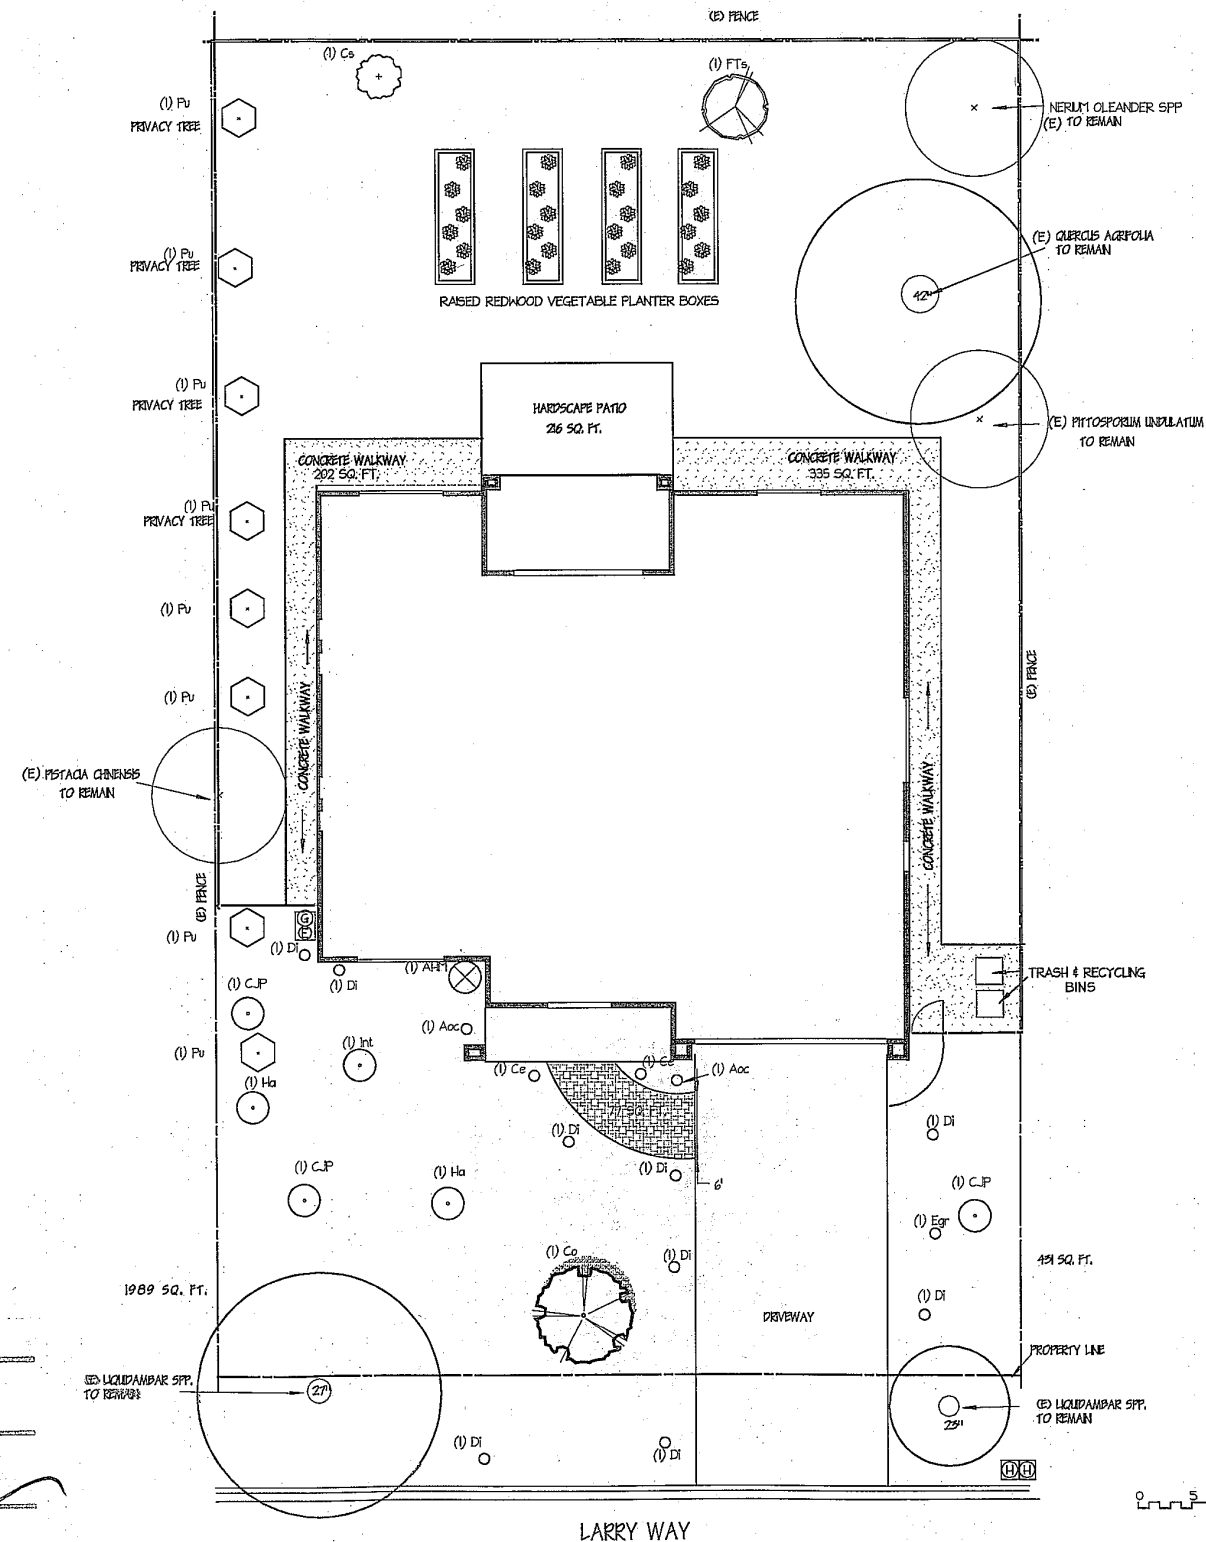 (E) FENCE
(1) Cs
(1) FTs
(1) Pu
PRIVACY TREE
NERIUM OLEANDER SPP
(E) TO REMAIN
(1) Pu
PRIVACY TREE
(E) QUERCUS AGRIFOLIA
TO REMAIN
42"
RAISED REDWOOD VEGETABLE PLANTER BOXES
(1) Pu
PRIVACY TREE
HARDSCAPE PATIO
216 SQ. FT.
(E) PITTOSPORUM UNDULATUM
TO REMAIN
CONCRETE WALKWAY
202 SQ. FT.
CONCRETE WALKWAY
335 SQ. FT.
(1) Pu
PRIVACY TREE
(1) Pu
(1) Pu
(E) FENCE
CONCRETE WALKWAY
(E) PISTACIA CHINENSIS
TO REMAIN
CONCRETE WALKWAY
(E) FENCE
(1) Pu
G
E
(1) Di
(1) Di
(1) AHM
TRASH & RECYCLING
BINS
(1) CJP
(1) Aoc
(1) Pu
(1) Int
(1) Ce
(1) Ce
(1) Aoc
(1) Ha
77 SQ. FT.
(1) Di
(1) Di
(1) CJP
(1) Ha
(1) Di
6'
(1) CJP
(1) Egr
(1) Co
(1) Di
451 SQ. FT.
1989 SQ. FT.
(1) Di
DRIVEWAY
PROPERTY LINE
(E) LIQUIDAMBAR SPP.
TO REMAIN
27"
(E) LIQUIDAMBAR SPP.
TO REMAIN
23"
(1) Di
(1) Di
H H
0 5
LARRY WAY